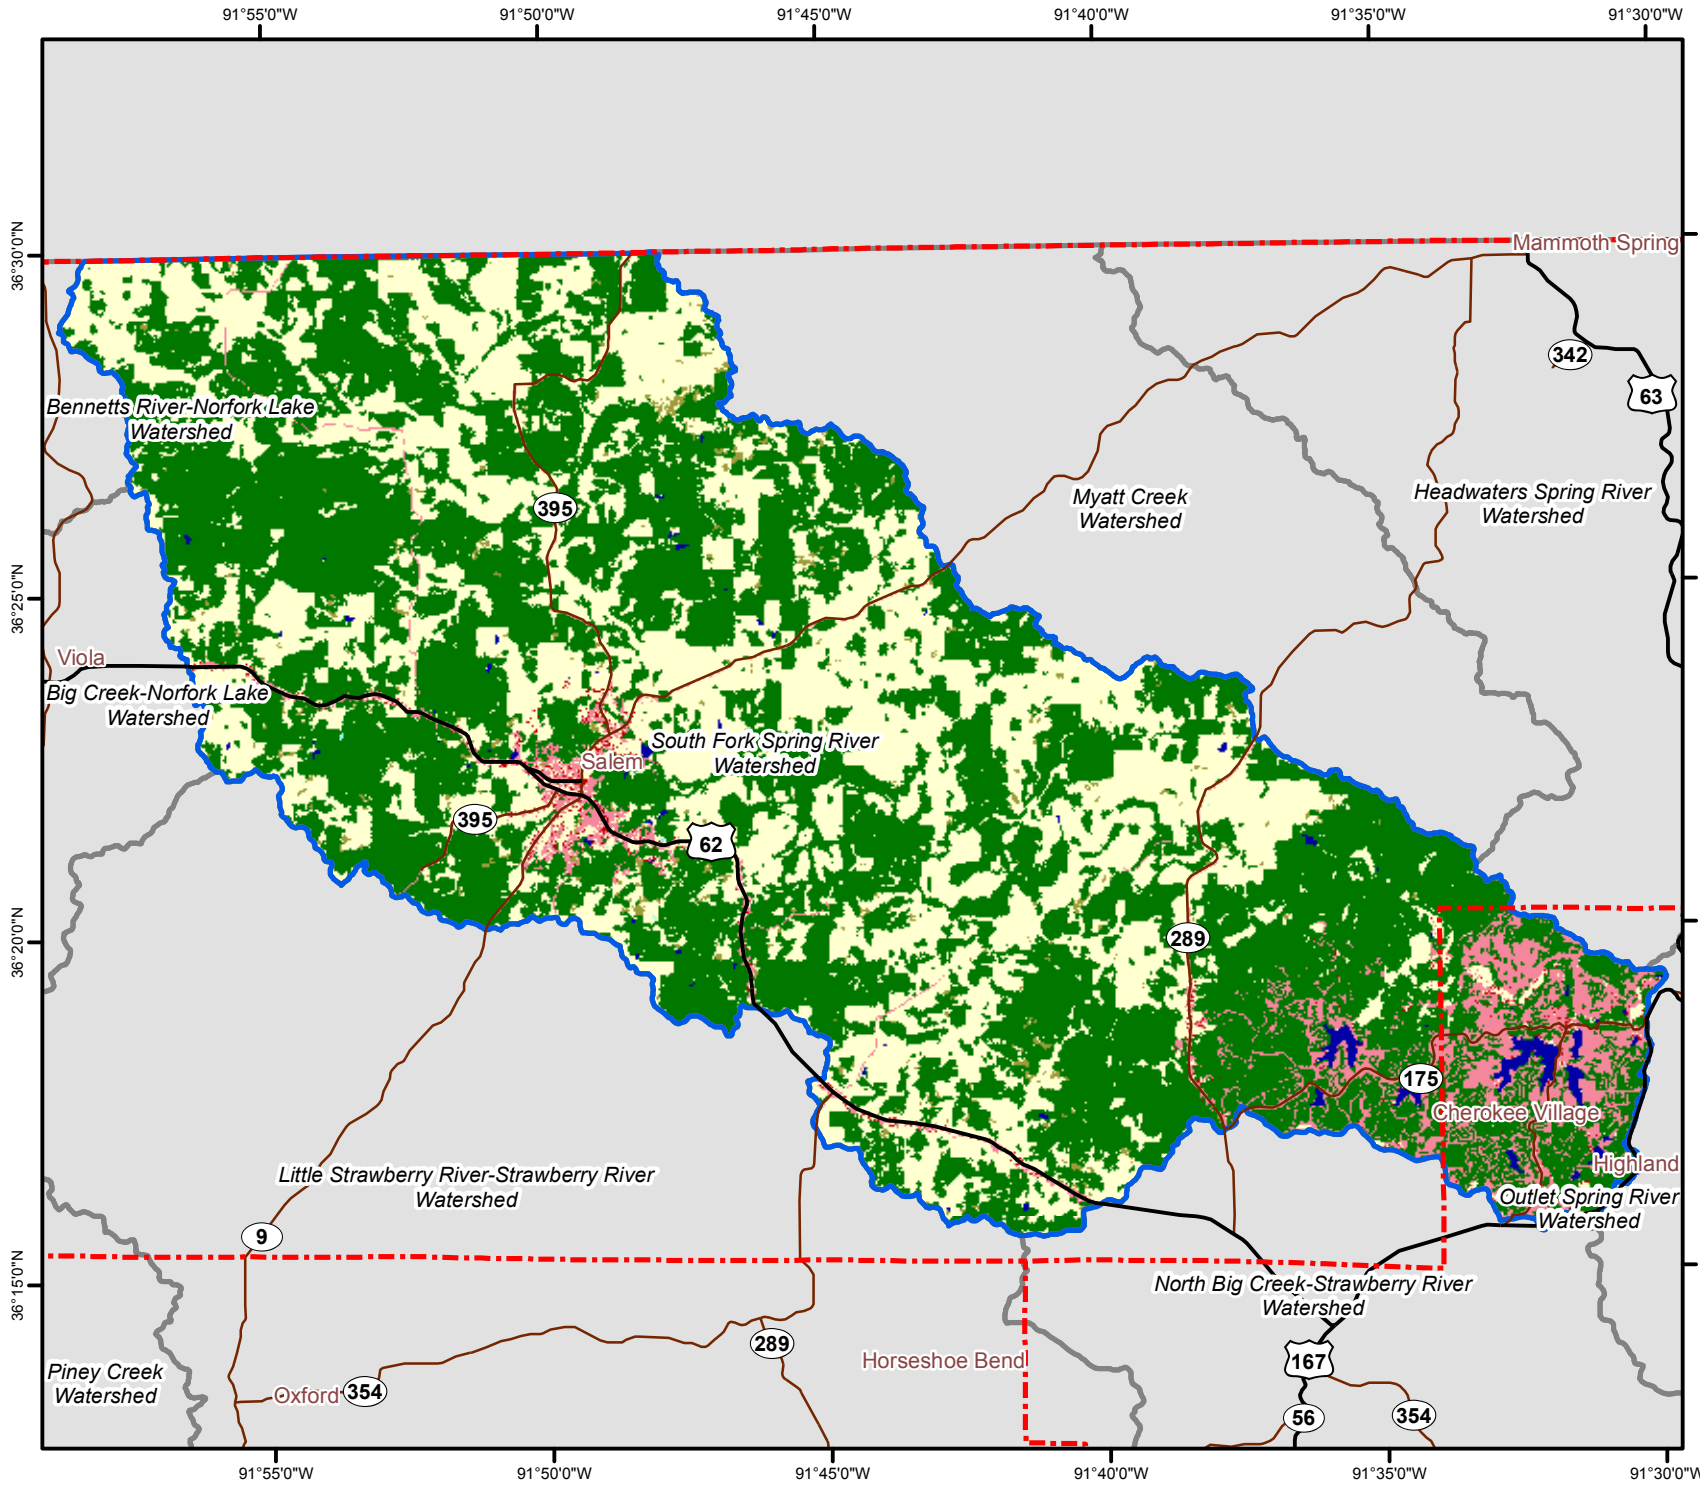 91°55'0"W
91°50'0"W
91°45'0"W
91°40'0"W
91°35'0"W
91°30'0"W
36°30'0"N
Mammoth Spring
342
63
Bennetts River-Norfork Lake
Watershed
395
Myatt Creek
Watershed
Headwaters Spring River
Watershed
36°25'0"N
Viola
Big Creek-Norfork Lake
Watershed
South Fork Spring River
Watershed
Salem
395
62
36°20'0"N
289
175
Cherokee Village
Highland
Little Strawberry River-Strawberry River
Watershed
Outlet Spring River
Watershed
9
36°15'0"N
North Big Creek-Strawberry River
Watershed
289
Horseshoe Bend
167
Piney Creek
Watershed
Oxford
354
56
354
91°55'0"W
91°50'0"W
91°45'0"W
91°40'0"W
91°35'0"W
91°30'0"W